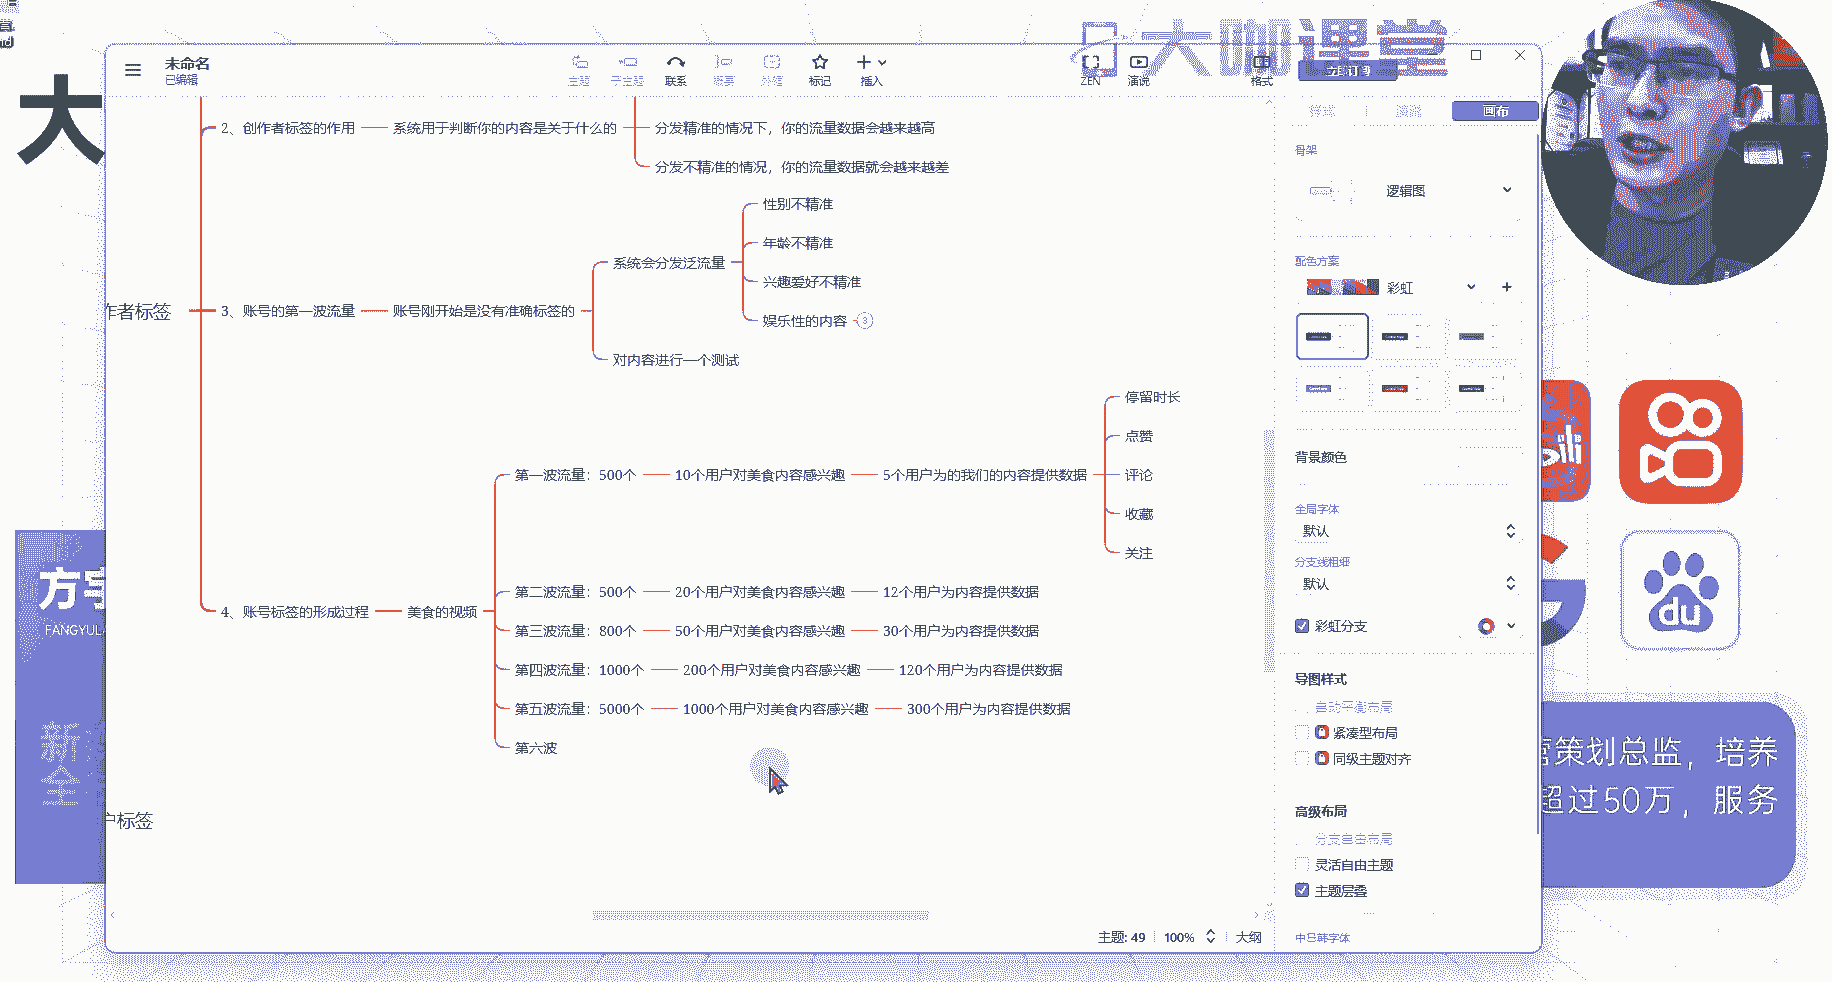 大咖课堂
大
未命名
已编辑
主题
子主题
联系
概要
外框
标记
插入
ZEN
演说
格式
2、创作者标签的作用
系统用于判断你的内容是关于什么的
分发精准的情况下，你的流量数据会越来越高
分发不精准的情况，你的流量数据就会越来越差
作者标签
3、账号的第一波流量
账号刚开始是没有准确标签的
系统会分发泛流量
性别不精准
年龄不精准
兴趣爱好不精准
娱乐性的内容
3
对内容进行一个测试
4、账号标签的形成过程
美食的视频
第一波流量：500个
10个用户对美食内容感兴趣
5个用户为的我们的内容提供数据
停留时长
点赞
评论
收藏
关注
第二波流量：500个
20个用户对美食内容感兴趣
12个用户为内容提供数据
第三波流量：800个
50个用户对美食内容感兴趣
30个用户为内容提供数据
第四波流量：1000个
200个用户对美食内容感兴趣
120个用户为内容提供数据
第五波流量：5000个
1000个用户对美食内容感兴趣
300个用户为内容提供数据
第六波
户标签
主题: 49
100%
大纲
样式
演说
画布
骨架
逻辑图
配色方案
彩虹
背景颜色
全局字体
默认
分支线粗细
默认
彩虹分支
导图样式
自动平衡布局
紧凑型布局
同级主题对齐
高级布局
分支自由布局
灵活自由主题
主题层叠
中日韩字体
方宇
FANGYUL
新
全
ili
du
营策划总监，培养
超过50万，服务